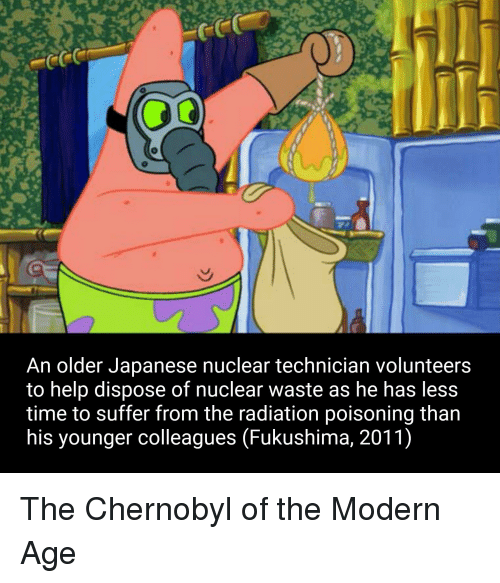 An older Japanese nuclear technician volunteers
to help dispose of nuclear waste as he has less
time to suffer from the radiation poisoning than
his younger colleagues (Fukushima, 2011)
The Chernobyl of the Modern
Age